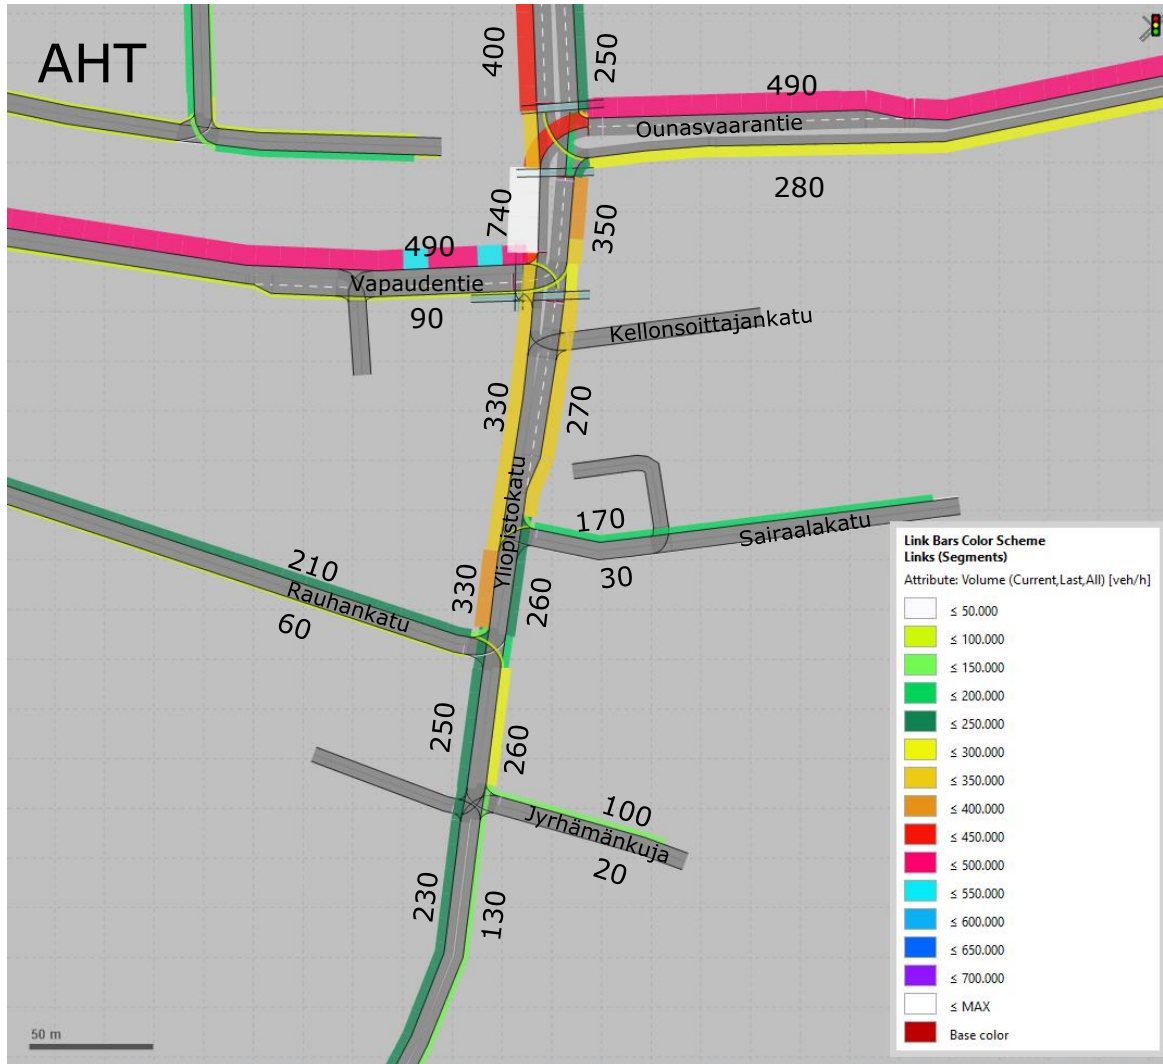 AHT
400
250
490
Ounasvaarantie
280
740
350
490
Vapaudentie
90
Kellonsoittajankatu
330
270
Yliopistokatu
170
Sairaalakatu
30
210
Rauhankatu
60
330
260
250
260
100
Jyrhämänkuja
20
230
130
50 m
Link Bars Color Scheme
Links (Segments)
Attribute: Volume (Current,Last,All) [veh/h]
≤ 50.000
≤ 100.000
≤ 150.000
≤ 200.000
≤ 250.000
≤ 300.000
≤ 350.000
≤ 400.000
≤ 450.000
≤ 500.000
≤ 550.000
≤ 600.000
≤ 650.000
≤ 700.000
≤ MAX
Base color